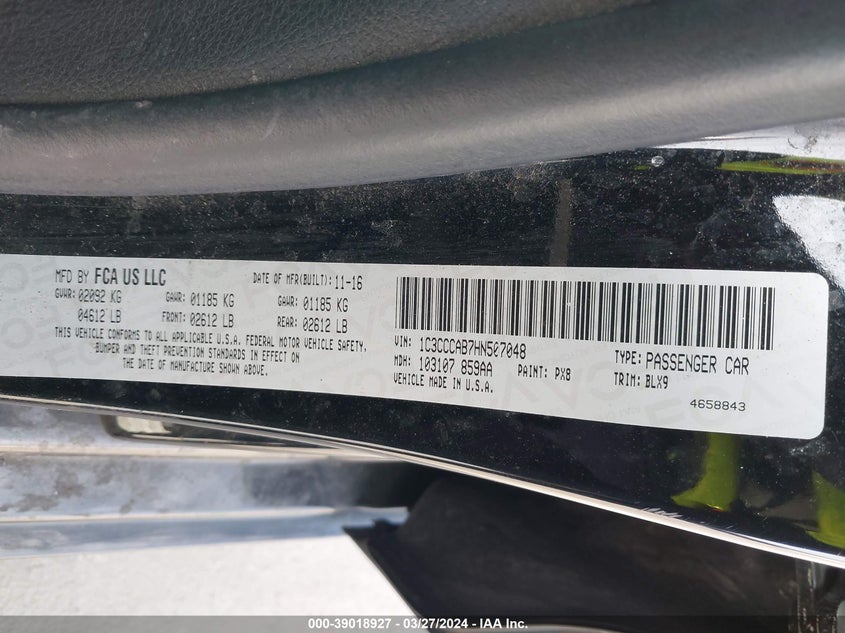 MFD BY FCA US LLC
DATE OF MFR(BUILT): 11-16
GVWR: 02092 KG
04612 LB
GAWR: 01185 KG
FRONT: 02612 LB
GAWR: 01185 KG
REAR: 02612 LB
THIS VEHICLE CONFORMS TO ALL APPLICABLE U.S.A. FEDERAL MOTOR VEHICLE SAFETY,
BUMPER, AND THEFT PREVENTION STANDARDS IN EFFECT ON
THE DATE OF MANUFACTURE SHOWN ABOVE.
VIN: 1C3CCCAB7HN507048
MDH: 103107 859AA
PAINT: PX8
VEHICLE MADE IN U.S.A.
TYPE: PASSENGER CAR
TRIM: BLX9
4658843
000-39018927 - 03/27/2024 - IAA Inc.